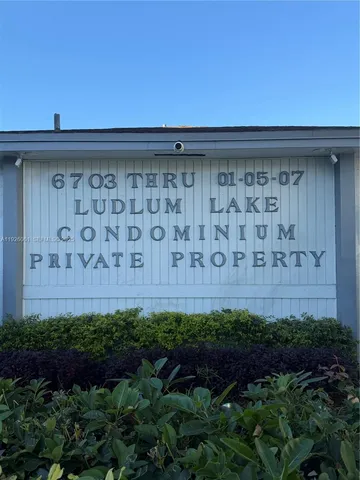 6703 THRU 01-05-07
LUDLUM LAKE
CONDOMINIUM
PRIVATE PROPERTY